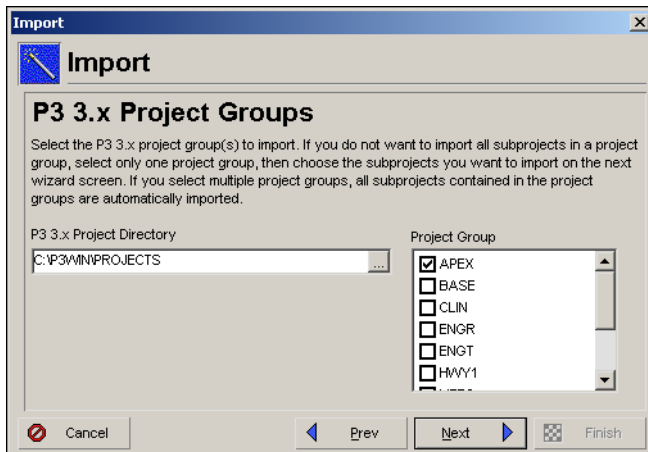 Import
Import
P3 3.x Project Groups
Select the P3 3.x project group(s) to import. If you do not want to import all subprojects in a project
group, select only one project group, then choose the subprojects you want to import on the next
wizard screen. If you select multiple project groups, all subprojects contained in the project
groups are automatically imported.
P3 3.x Project Directory
C:\P3WIN\PROJECTS
...
Project Group
APEX
BASE
CLIN
ENGR
ENGT
HWY1
Cancel
Prev
Next
Finish